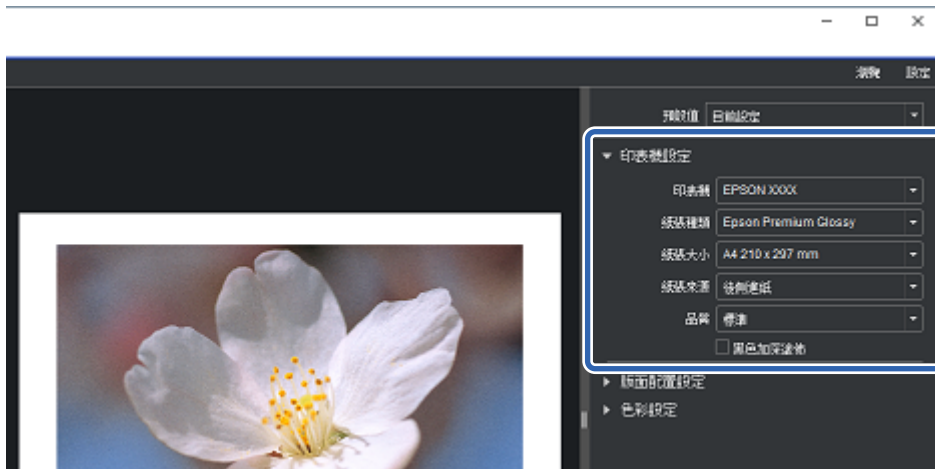 瀏覽 設定
預設值 目前設定
印表機設定
印表機 EPSON XXXX
紙張種類 Epson Premium Glossy
紙張大小 A4 210 x 297 mm
紙張來源 後側進紙
品質 標準
黑色加深塗佈
版面配置設定
色彩設定